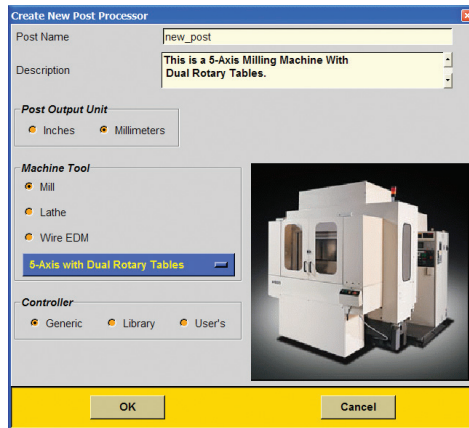 Create New Post Processor
Post Name
new_post
Description
This is a 5-Axis Milling Machine With
Dual Rotary Tables.
Post Output Unit
Inches Millimeters
Machine Tool
Mill
Lathe
Wire EDM
5-Axis with Dual Rotary Tables
Controller
Generic Library User's
OK Cancel